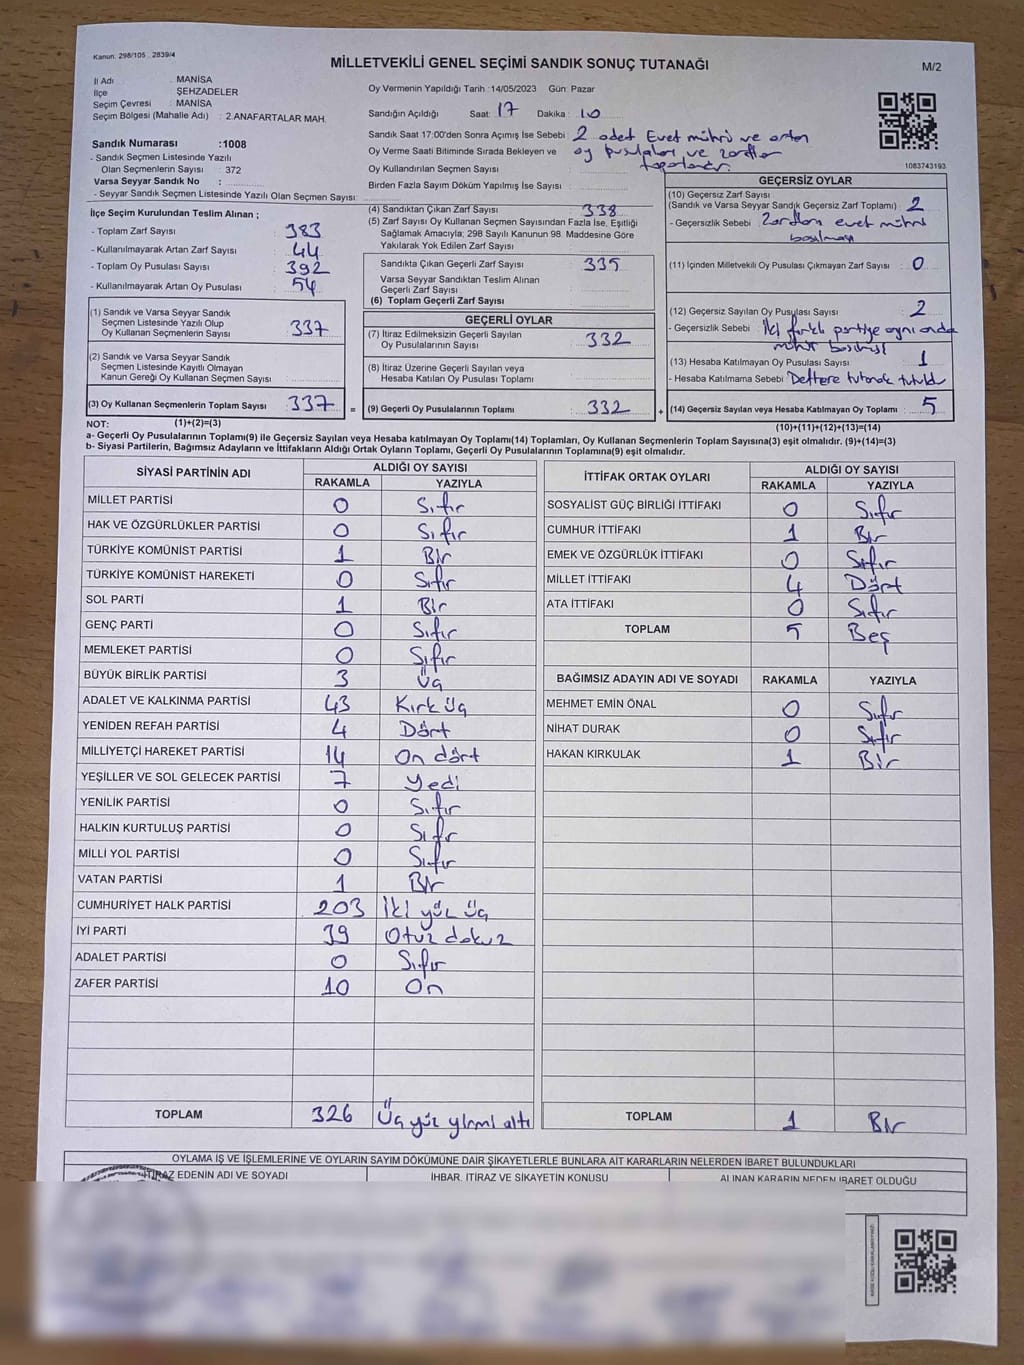 Kanun. 298/105 . 2839/4
MİLLETVEKİLİ GENEL SEÇİMİ SANDIK SONUÇ TUTANAĞI
M/2
İl Adı : MANİSA
İlçe : ŞEHZADELER
Seçim Çevresi : MANİSA
Seçim Bölgesi (Mahalle Adı) : 2.ANAFARTALAR MAH.
Sandık Numarası :1008
- Sandık Seçmen Listesinde Yazılı
Olan Seçmenlerin Sayısı : 372
Varsa Seyyar Sandık No :
- Seyyar Sandık Seçmen Listesinde Yazılı Olan Seçmen Sayısı:
Oy Vermenin Yapıldığı Tarih :14/05/2023 Gün: Pazar
Sandığın Açıldığı Saat: 17 Dakika : 10
Sandık Saat 17:00'den Sonra Açımış İse Sebebi : 2 adet Evet mührü ve artan
Oy Verme Saati Bitiminde Sırada Bekleyen ve oy pusulaları ve zarflar
toplandı.
Oy Kullandırılan Seçmen Sayısı :
Birden Fazla Sayım Döküm Yapılmış İse Sayısı :
1083743193
İlçe Seçim Kurulundan Teslim Alınan ;
- Toplam Zarf Sayısı : 383
- Kullanılmayarak Artan Zarf Sayısı : 44
- Toplam Oy Pusulası Sayısı : 392
- Kullanılmayarak Artan Oy Pusulası : 54
(1) Sandık ve Varsa Seyyar Sandık
Seçmen Listesinde Yazılı Olup
Oy Kullanan Seçmenlerin Sayısı : 337
(2) Sandık ve Varsa Seyyar Sandık
Seçmen Listesinde Kayıtlı Olmayan
Kanun Gereği Oy Kullanan Seçmen Sayısı :
(3) Oy Kullanan Seçmenlerin Toplam Sayısı : 337 =
(4) Sandıktan Çıkan Zarf Sayısı : 338
(5) Zarf Sayısı Oy Kullanan Seçmen Sayısından Fazla İse, Eşitliği
Sağlamak Amacıyla; 298 Sayılı Kanunun 98. Maddesine Göre
Yakılarak Yok Edilen Zarf Sayısı :
Sandıkta Çıkan Geçerli Zarf Sayısı : 335
Varsa Seyyar Sandıktan Teslim Alınan
Geçerli Zarf Sayısı
(6) Toplam Geçerli Zarf Sayısı :
GEÇERLİ OYLAR
(7) İtiraz Edilmeksizin Geçerli Sayılan
Oy Pusulalarının Sayısı : 332
(8) İtiraz Üzerine Geçerli Sayılan veya
Hesaba Katılan Oy Pusulası Toplamı :
(9) Geçerli Oy Pusulalarının Toplamı : 332 +
GEÇERSİZ OYLAR
(10) Geçersiz Zarf Sayısı
(Sandık ve Varsa Seyyar Sandık Geçersiz Zarf Toplamı) : 2
- Geçersizlik Sebebi : Zarftan evet mührü
basılması
(11) İçinden Milletvekili Oy Pusulası Çıkmayan Zarf Sayısı : 0
(12) Geçersiz Sayılan Oy Pusulası Sayısı : 2
- Geçersizlik Sebebi : İki farklı partiye aynı anda
mühür basılması
(13) Hesaba Katılmayan Oy Pusulası Sayısı : 1
- Hesaba Katılmama Sebebi : Deftere tutanak tutuldu
(14) Geçersiz Sayılan veya Hesaba Katılmayan Oy Toplamı : 5
NOT: (1)+(2)=(3)
(10)+(11)+(12)+(13)=(14)
a- Geçerli Oy Pusulalarının Toplamı(9) ile Geçersiz Sayılan veya Hesaba katılmayan Oy Toplamı(14) Toplamları, Oy Kullanan Seçmenlerin Toplam Sayısına(3) eşit olmalıdır. (9)+(14)=(3)
b- Siyasi Partilerin, Bağımsız Adayların ve İttifakların Aldığı Ortak Oyların Toplamı, Geçerli Oy Pusulalarının Toplamına(9) eşit olmalıdır.
SİYASİ PARTİNİN ADI ALDIĞI OY SAYISI
RAKAMLA YAZIYLA
MİLLET PARTİSİ 0 Sıfır
HAK VE ÖZGÜRLÜKLER PARTİSİ 0 Sıfır
TÜRKİYE KOMÜNİST PARTİSİ 1 Bir
TÜRKİYE KOMÜNİST HAREKETİ 0 Sıfır
SOL PARTİ 1 Bir
GENÇ PARTİ 0 Sıfır
MEMLEKET PARTİSİ 0 Sıfır
BÜYÜK BİRLİK PARTİSİ 3 Üç
ADALET VE KALKINMA PARTİSİ 43 Kırk üç
YENİDEN REFAH PARTİSİ 4 Dört
MİLLİYETÇİ HAREKET PARTİSİ 14 On dört
YEŞİLLER VE SOL GELECEK PARTİSİ 7 Yedi
YENİLİK PARTİSİ 0 Sıfır
HALKIN KURTULUŞ PARTİSİ 0 Sıfır
MİLLİ YOL PARTİSİ 0 Sıfır
VATAN PARTİSİ 1 Bir
CUMHURİYET HALK PARTİSİ 203 İki yüz üç
İYİ PARTİ 39 Otuz dokuz
ADALET PARTİSİ 0 Sıfır
ZAFER PARTİSİ 10 On
TOPLAM 326 Üç yüz yirmi altı
İTTİFAK ORTAK OYLARI ALDIĞI OY SAYISI
RAKAMLA YAZIYLA
SOSYALİST GÜÇ BİRLİĞİ İTTİFAKI 0 Sıfır
CUMHUR İTTİFAKI 1 Bir
EMEK VE ÖZGÜRLÜK İTTİFAKI 0 Sıfır
MİLLET İTTİFAKI 4 Dört
ATA İTTİFAKI 0 Sıfır
TOPLAM 5 Beş
BAĞIMSIZ ADAYIN ADI VE SOYADI RAKAMLA YAZIYLA
MEHMET EMİN ÖNAL 0 Sıfır
NİHAT DURAK 0 Sıfır
HAKAN KIRKULAK 1 Bir
TOPLAM 1 Bir
OYLAMA İŞ VE İŞLEMLERİNE VE OYLARIN SAYIM DÖKÜMÜNE DAİR ŞİKAYETLERLE BUNLARA AİT KARARLARIN NELERDEN İBARET BULUNDUKLARI
İTİRAZ EDENİN ADI VE SOYADI İHBAR, İTİRAZ VE ŞİKAYETİN KONUSU ALINAN KARARIN NEDEN İBARET OLDUĞU